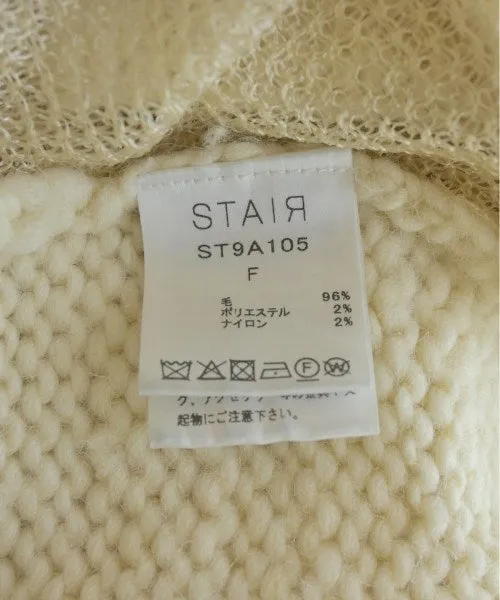 STAIR
ST9A105
F
毛 96%
ポリエステル 2%
ナイロン 2%
F W
起物にご注意下さい。